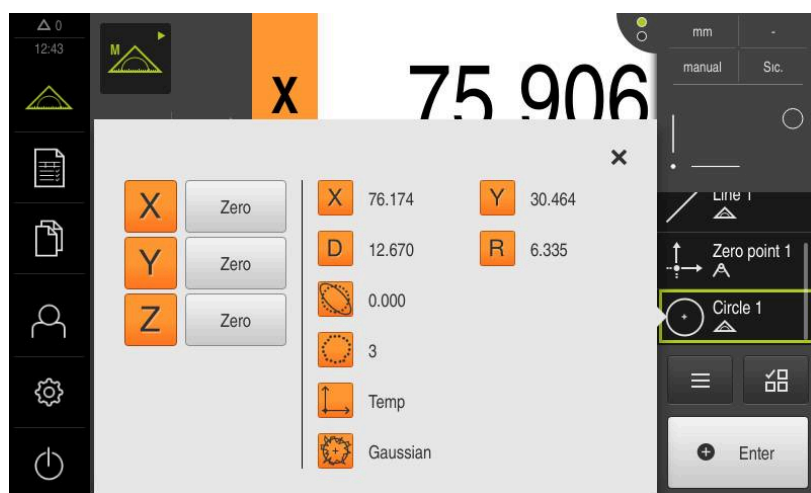 0
12:43
M
X
75.906
mm
-
manual
Sıc.
X
Zero
X
76.174
Y
30.464
Y
Zero
D
12.670
R
6.335
Z
Zero
0.000
3
Temp
Gaussian
Line 1
Zero point 1
Circle 1
Enter